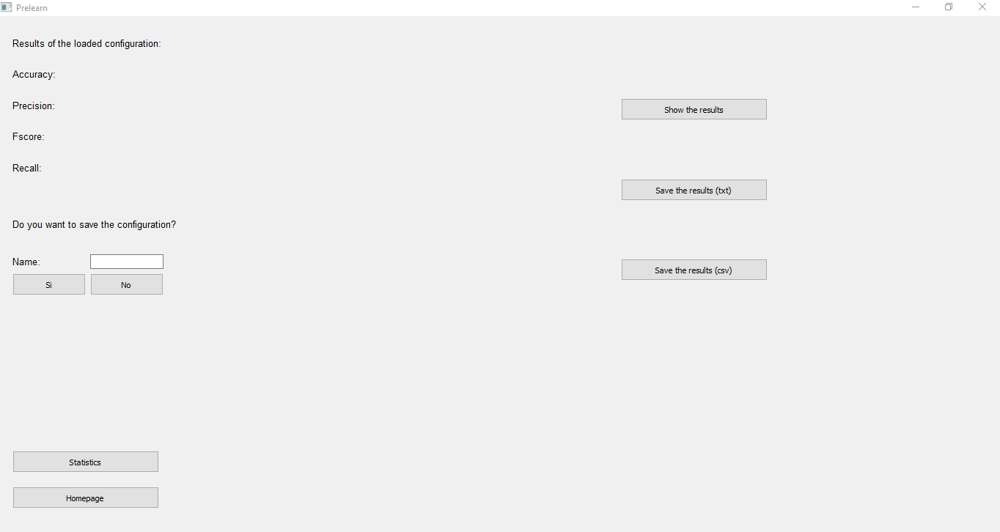 Prelearn
Results of the loaded configuration:
Accuracy:
Precision:
Show the results
Fscore:
Recall:
Save the results (txt)
Do you want to save the configuration?
Name:
Save the results (csv)
Si
No
Statistics
Homepage